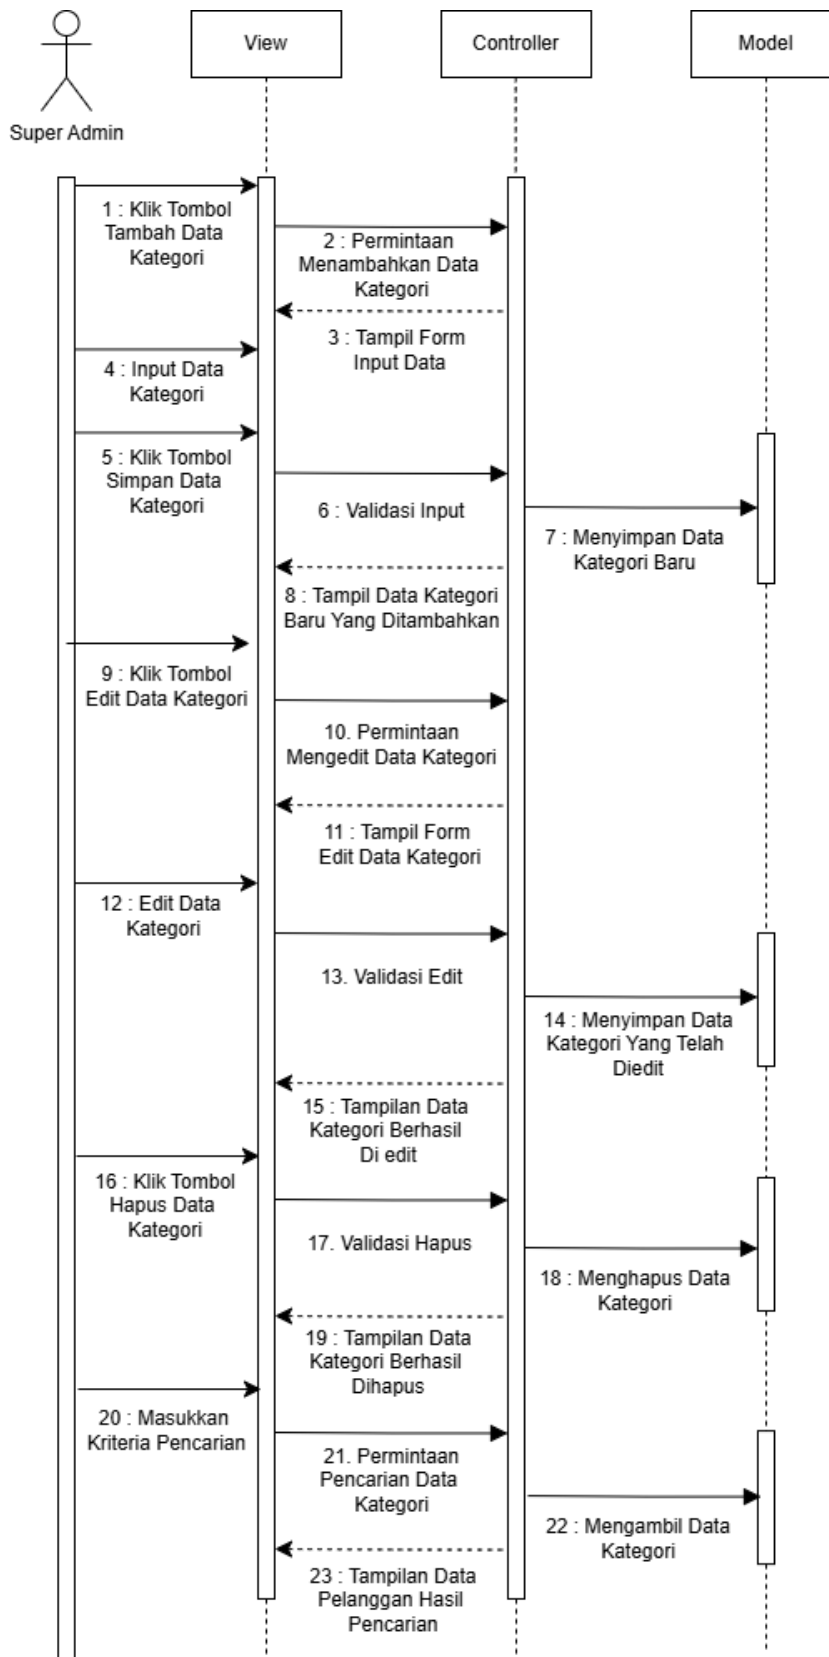 View
Controller
Model
Super Admin
1 : Klik Tombol
Tambah Data
Kategori
2 : Permintaan
Menambahkan Data
Kategori
3 : Tampil Form
Input Data
4 : Input Data
Kategori
5 : Klik Tombol
Simpan Data
Kategori
6 : Validasi Input
7 : Menyimpan Data
Kategori Baru
8 : Tampil Data Kategori
Baru Yang Ditambahkan
9 : Klik Tombol
Edit Data Kategori
10. Permintaan
Mengedit Data Kategori
11 : Tampil Form
Edit Data Kategori
12 : Edit Data
Kategori
13. Validasi Edit
14 : Menyimpan Data
Kategori Yang Telah
Diedit
15 : Tampilan Data
Kategori Berhasil
Di edit
16 : Klik Tombol
Hapus Data
Kategori
17. Validasi Hapus
18 : Menghapus Data
Kategori
19 : Tampilan Data
Kategori Berhasil
Dihapus
20 : Masukkan
Kriteria Pencarian
21. Permintaan
Pencarian Data
Kategori
22 : Mengambil Data
Kategori
23 : Tampilan Data
Pelanggan Hasil
Pencarian